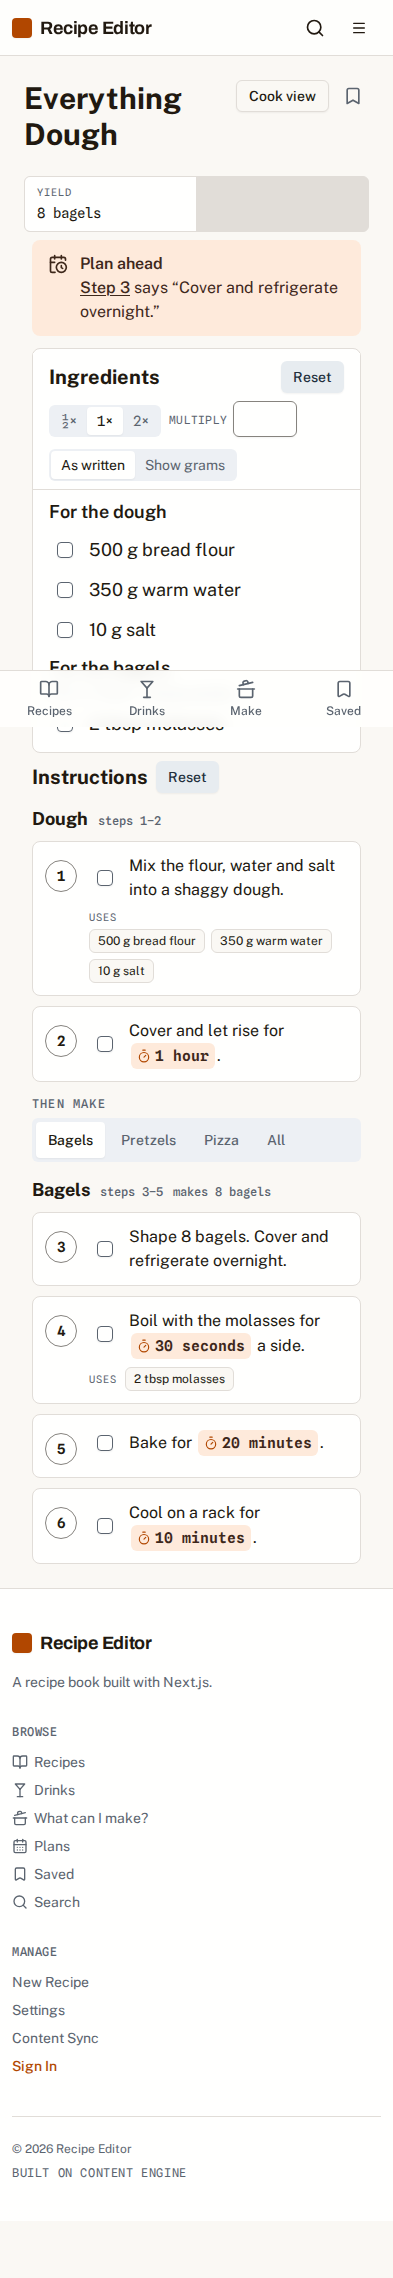 Recipe Editor
Everything
Dough
Cook view
YIELD
8 bagels
Plan ahead
Step 3 says “Cover and refrigerate
overnight.”
Ingredients
Reset
½× 1× 2× MULTIPLY
As written Show grams
For the dough
500 g bread flour
350 g warm water
10 g salt
For the bagels
Recipes Drinks Make Saved
2 tbsp molasses
Instructions Reset
Dough steps 1–2
1 Mix the flour, water and salt
into a shaggy dough.
USES
500 g bread flour 350 g warm water
10 g salt
2 Cover and let rise for
1 hour.
THEN MAKE
Bagels Pretzels Pizza All
Bagels steps 3–5 makes 8 bagels
3 Shape 8 bagels. Cover and
refrigerate overnight.
4 Boil with the molasses for
30 seconds a side.
USES 2 tbsp molasses
5 Bake for 20 minutes.
6 Cool on a rack for
10 minutes.
Recipe Editor
A recipe book built with Next.js.
BROWSE
Recipes
Drinks
What can I make?
Plans
Saved
Search
MANAGE
New Recipe
Settings
Content Sync
Sign In
© 2026 Recipe Editor
BUILT ON CONTENT ENGINE